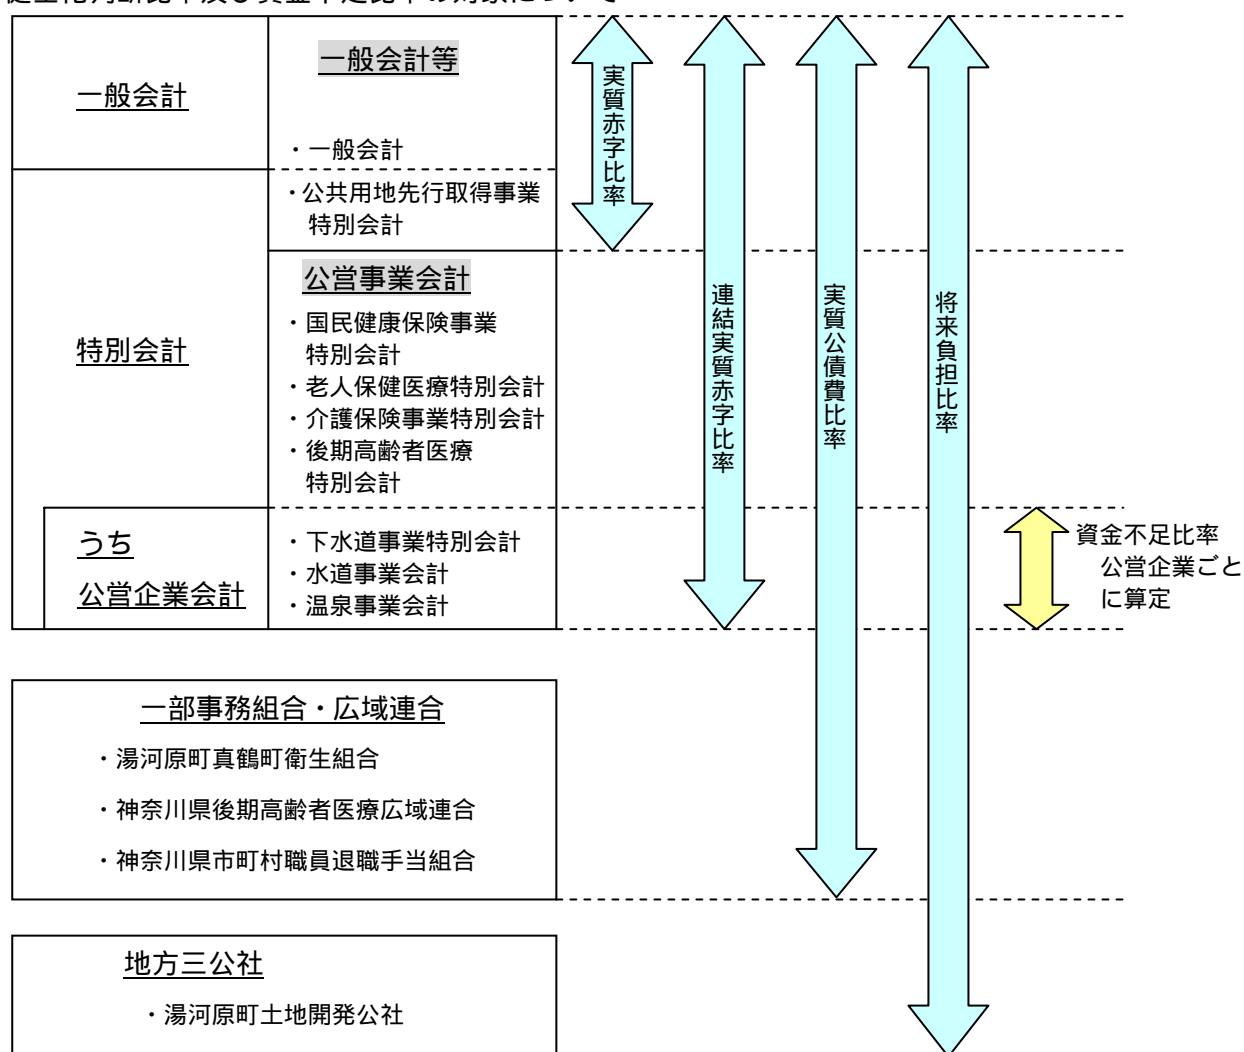 一般会計
一般会計等
・一般会計
・公共用地先行取得事業
特別会計
特別会計
公営事業会計
・国民健康保険事業
特別会計
・老人保健医療特別会計
・介護保険事業特別会計
・後期高齢者医療
特別会計
うち
公営企業会計
・下水道事業特別会計
・水道事業会計
・温泉事業会計
実質赤字比率
連結実質赤字比率
実質公債費比率
将来負担比率
資金不足比率
公営企業ごと
に算定
一部事務組合・広域連合
・湯河原町真鶴町衛生組合
・神奈川県後期高齢者医療広域連合
・神奈川県市町村職員退職手当組合
地方三公社
・湯河原町土地開発公社